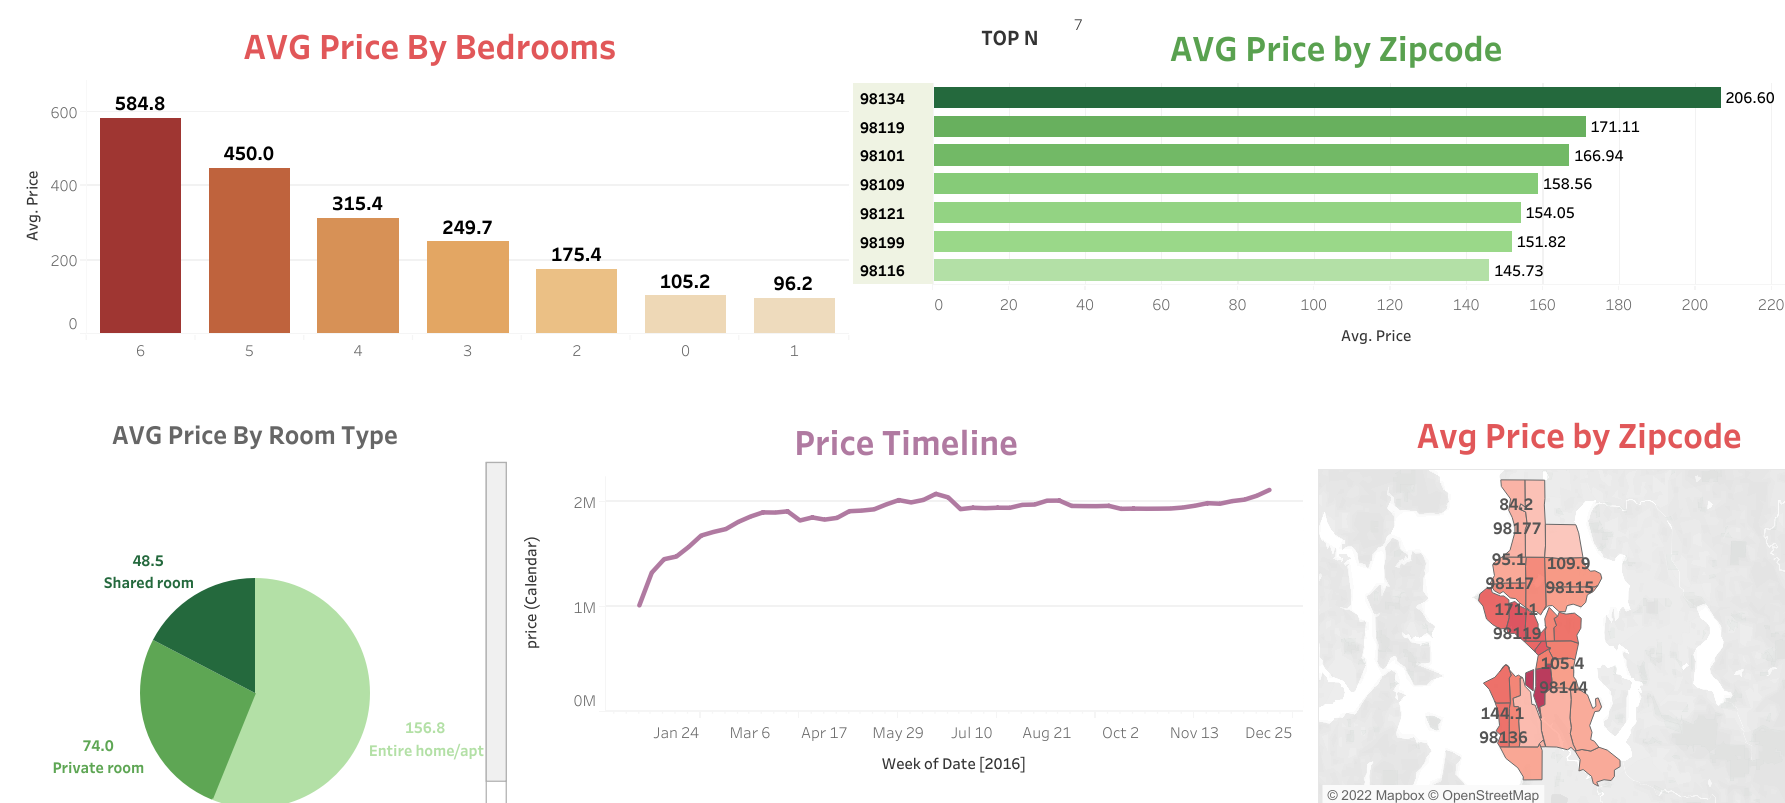 AVG Price By Bedrooms
Avg. Price
600
400
200
0
584.8
450.0
315.4
249.7
175.4
105.2
96.2
6
5
4
3
2
0
1
TOP N
7
AVG Price by Zipcode
98134
206.60
98119
171.11
98101
166.94
98109
158.56
98121
154.05
98199
151.82
98116
145.73
0 20 40 60 80 100 120 140 160 180 200 220
Avg. Price
AVG Price By Room Type
48.5
Shared room
74.0
Private room
156.8
Entire home/apt
Price Timeline
price (Calendar)
2M
1M
0M
Jan 24
Mar 6
Apr 17
May 29
Jul 10
Aug 21
Oct 2
Nov 13
Dec 25
Week of Date [2016]
Avg Price by Zipcode
84.2
98177
95.1
98117
109.9
98115
171.1
98119
105.4
98144
144.1
98136
© 2022 Mapbox © OpenStreetMap